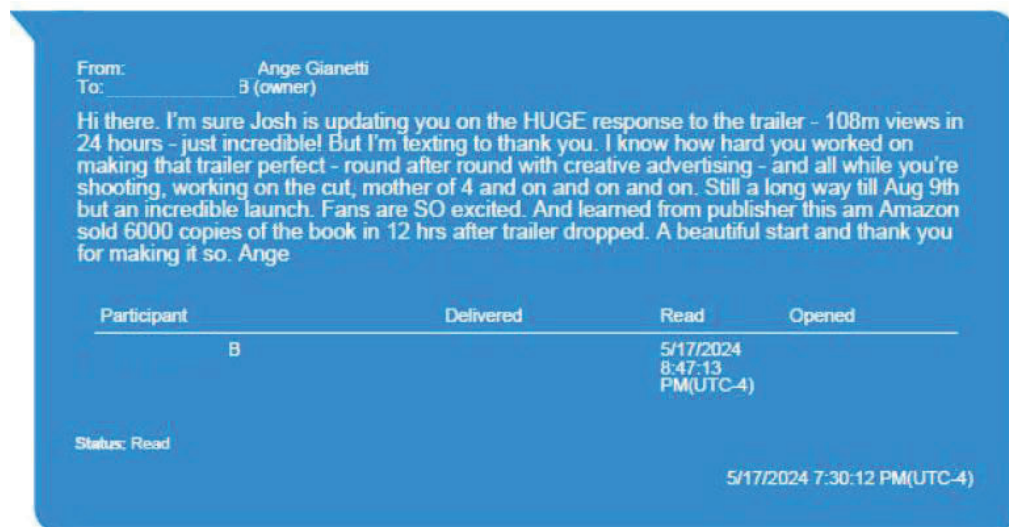 From: Ange Gianetti
To: B (owner)
Hi there. I'm sure Josh is updating you on the HUGE response to the trailer - 108m views in
24 hours - just incredible! But I'm texting to thank you. I know how hard you worked on
making that trailer perfect - round after round with creative advertising - and all while you're
shooting, working on the cut, mother of 4 and on and on and on. Still a long way till Aug 9th
but an incredible launch. Fans are SO excited. And learned from publisher this am Amazon
sold 6000 copies of the book in 12 hrs after trailer dropped. A beautiful start and thank you
for making it so. Ange
Participant Delivered Read Opened
B 5/17/2024
8:47:13
PM(UTC-4)
Status: Read
5/17/2024 7:30:12 PM(UTC-4)